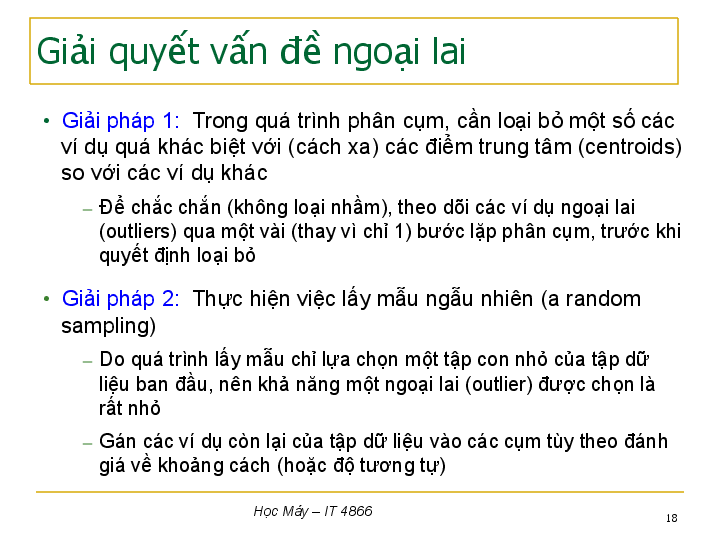 Giải quyết vấn đề ngoại lai
• Giải pháp 1: Trong quá trình phân cụm, cần loại bỏ một số các
ví dụ quá khác biệt với (cách xa) các điểm trung tâm (centroids)
so với các ví dụ khác
– Để chắc chắn (không loại nhầm), theo dõi các ví dụ ngoại lai
(outliers) qua một vài (thay vì chỉ 1) bước lặp phân cụm, trước khi
quyết định loại bỏ
• Giải pháp 2: Thực hiện việc lấy mẫu ngẫu nhiên (a random
sampling)
– Do quá trình lấy mẫu chỉ lựa chọn một tập con nhỏ của tập dữ
liệu ban đầu, nên khả năng một ngoại lai (outlier) được chọn là
rất nhỏ
– Gán các ví dụ còn lại của tập dữ liệu vào các cụm tùy theo đánh
giá về khoảng cách (hoặc độ tương tự)
Học Máy – IT 4866
18